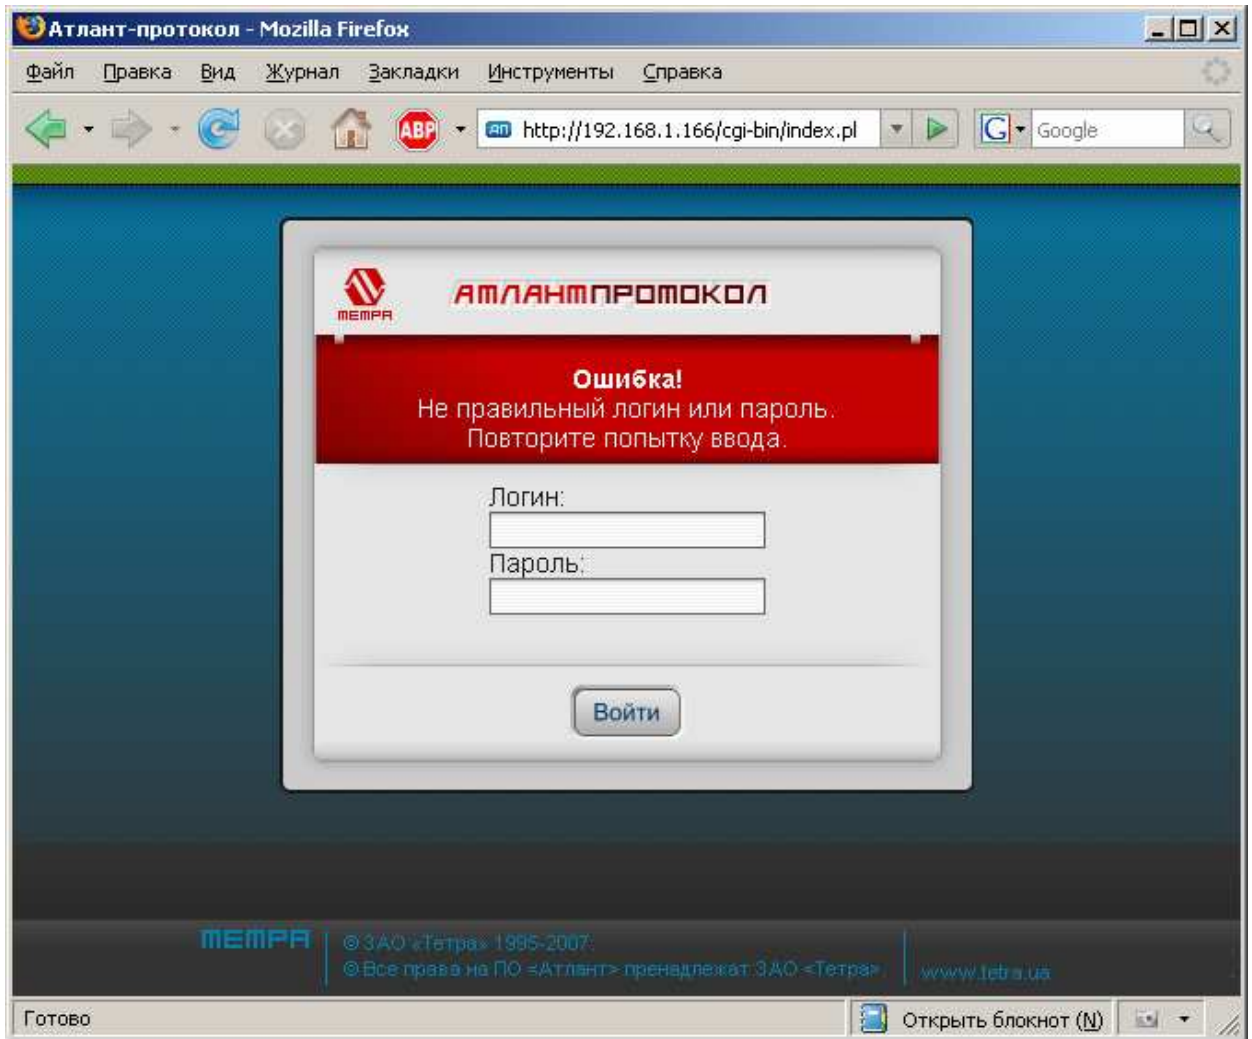 Атлант-протокол - Mozilla Firefox
Файл Правка Вид Журнал Закладки Инструменты Справка
ABP АП http://192.168.1.166/cgi-bin/index.pl G Google
ТЕТРА АТЛАНТПРОТОКОЛ
Ошибка!
Не правильный логин или пароль.
Повторите попытку ввода.
Логин:
Пароль:
Войти
ТЕТРА
© ЗАО «Тетра» 1995-2007.
© Все права на ПО «Атлант» пренадлежат ЗАО «Тетра»
www.tetra.ua
Готово
Открыть блокнот (N)